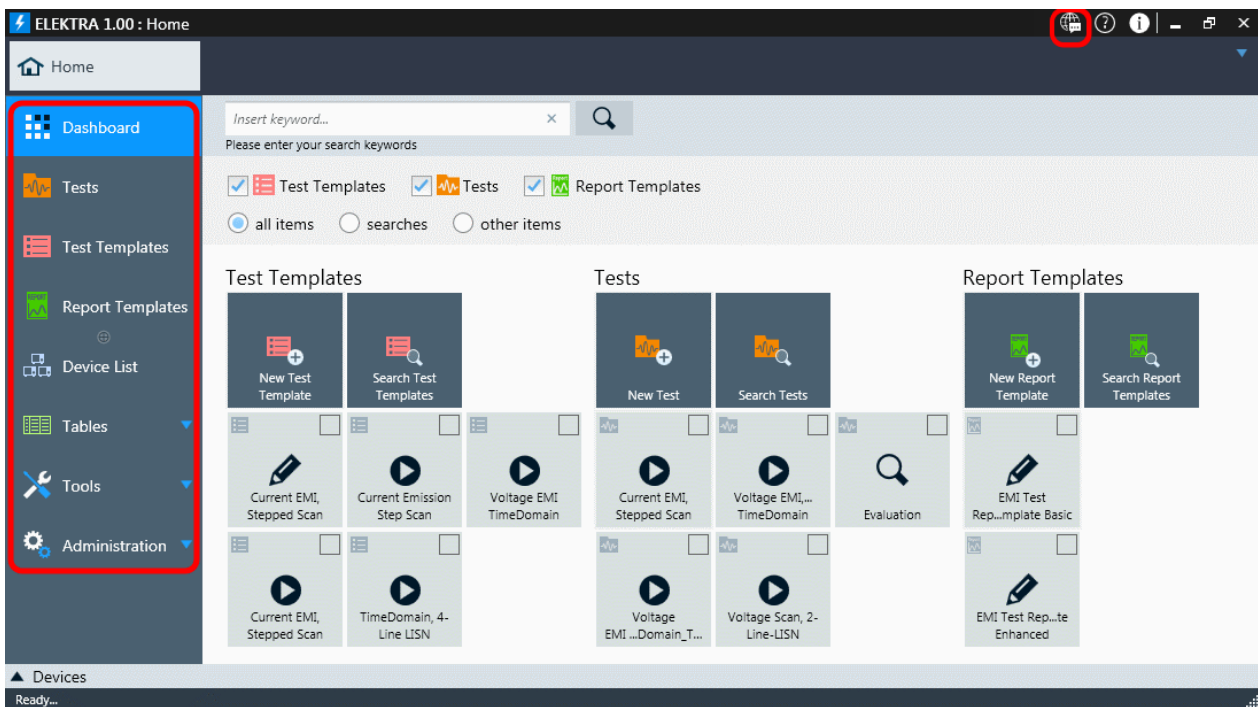 ELEKTRA 1.00 : Home
Home
Dashboard
Tests
Test Templates
Report Templates
Device List
Tables
Tools
Administration
Insert keyword...
Please enter your search keywords
Test Templates Tests Report Templates
all items searches other items
Test Templates
New Test
Template
Search Test
Templates
Current EMI,
Stepped Scan
Current Emission
Step Scan
Voltage EMI
TimeDomain
Current EMI,
Stepped Scan
TimeDomain, 4-
Line LISN
Tests
New Test
Search Tests
Current EMI,
Stepped Scan
Voltage EMI,...
TimeDomain
Evaluation
Voltage
EMI ...Domain_T...
Voltage Scan, 2-
Line-LISN
Report Templates
New Report
Template
Search Report
Templates
EMI Test
Rep...mplate Basic
EMI Test Rep...te
Enhanced
Devices
Ready...